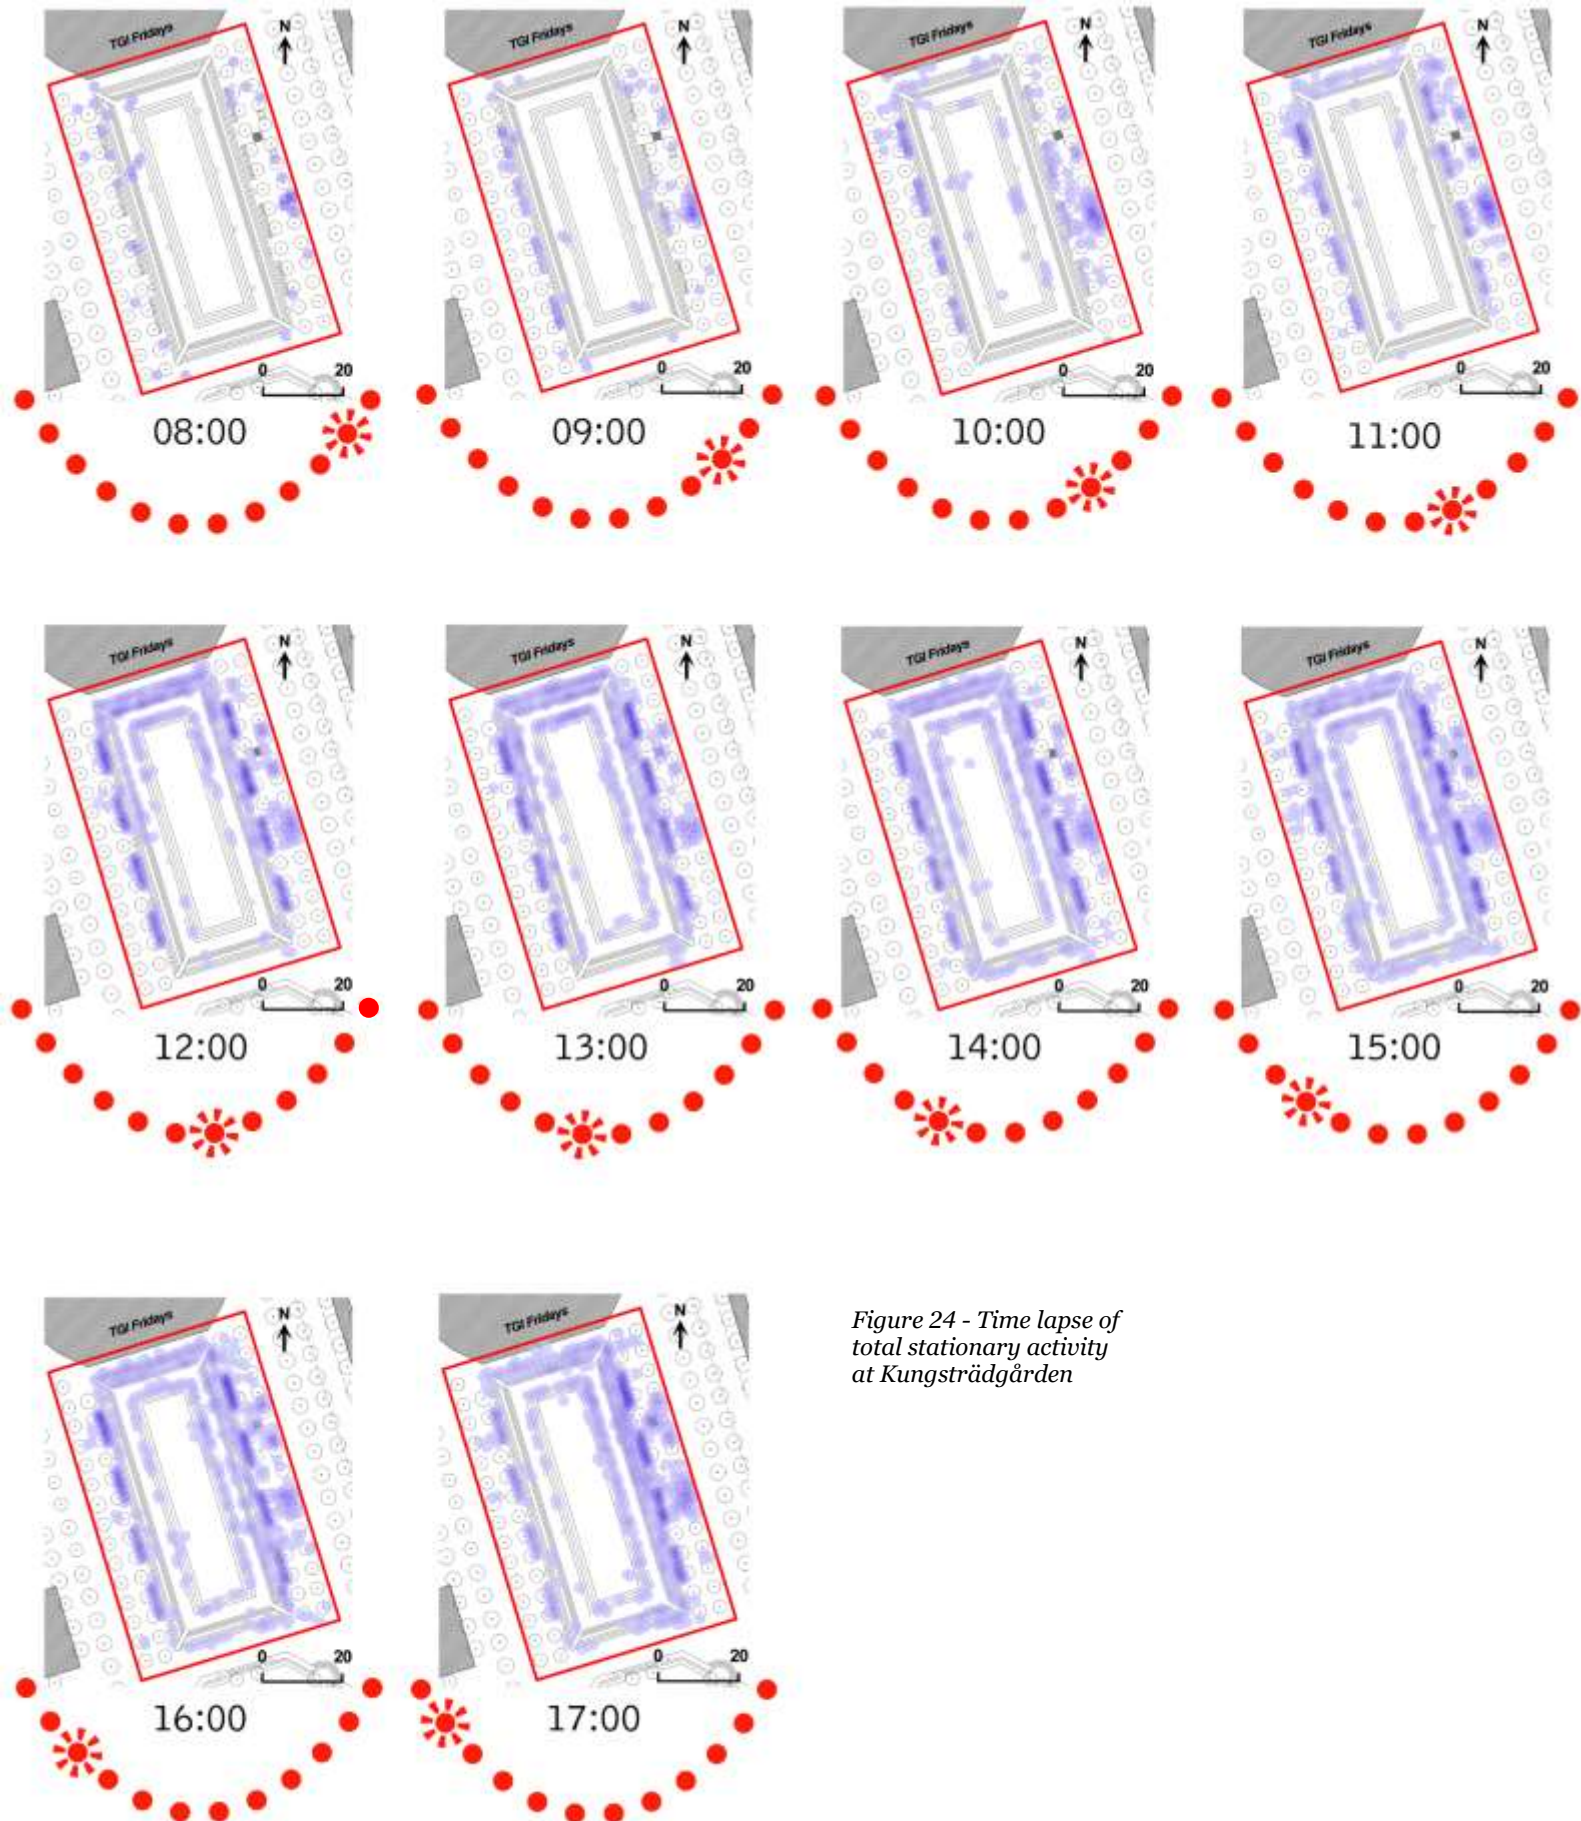 TGI Fridays
N
0 20
08:00
TGI Fridays
N
0 20
09:00
TGI Fridays
N
0 20
10:00
TGI Fridays
N
0 20
11:00
TGI Fridays
N
0 20
12:00
TGI Fridays
N
0 20
13:00
TGI Fridays
N
0 20
14:00
TGI Fridays
N
0 20
15:00
TGI Fridays
N
0 20
16:00
TGI Fridays
N
0 20
17:00
Figure 24 - Time lapse of
total stationary activity
at Kungsträdgården